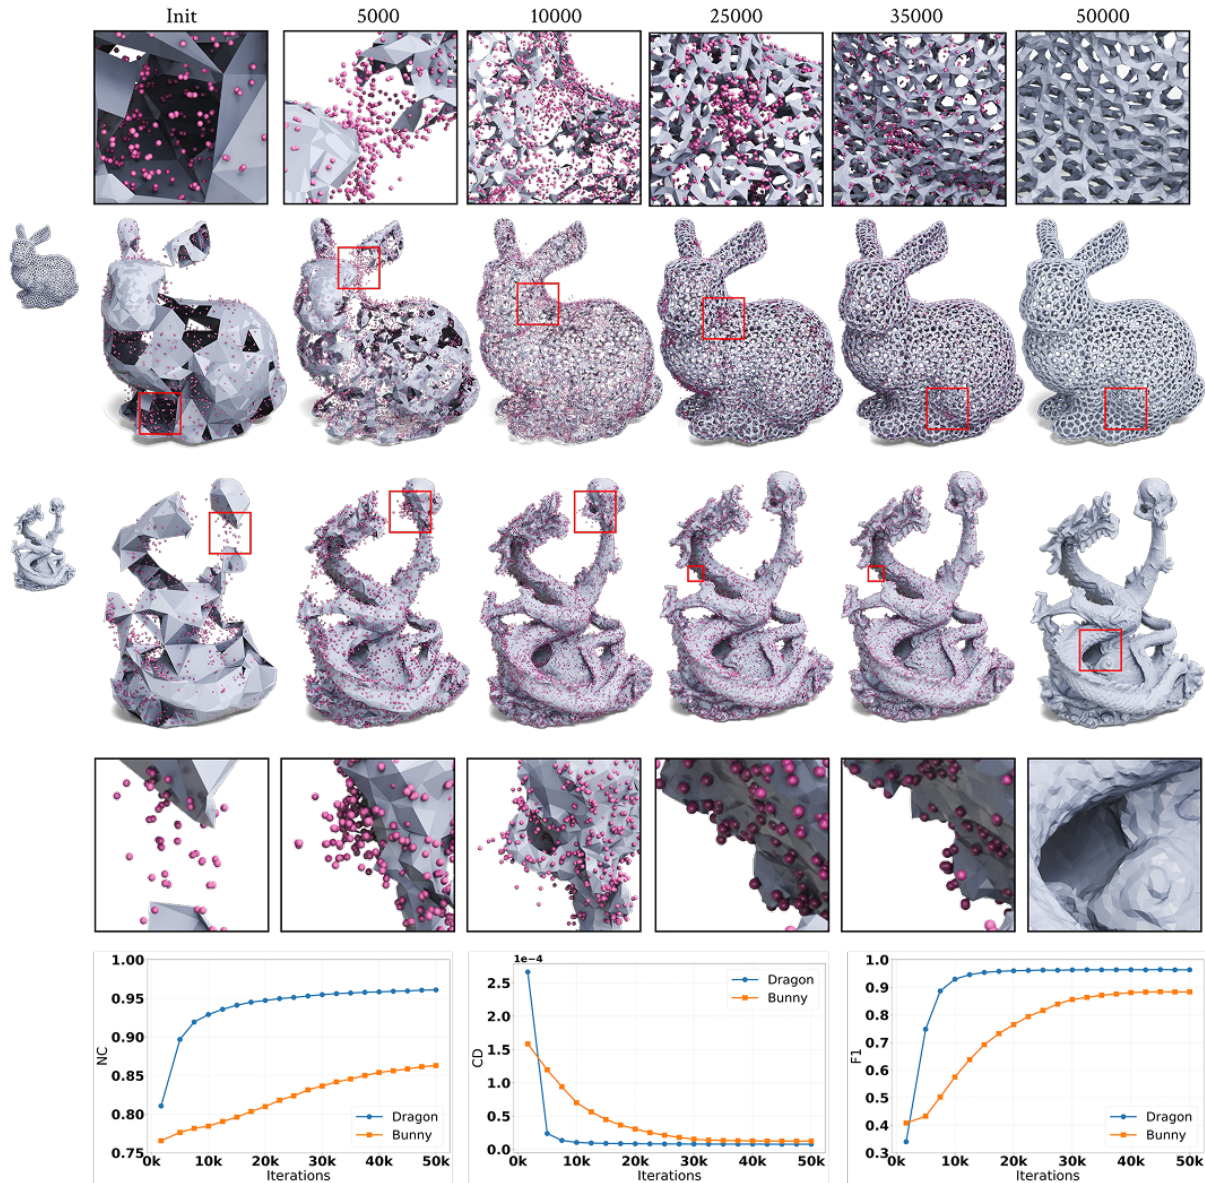 Init 5000 10000 25000 35000 50000
1.00
0.95
0.90
0.85
0.80
0.75
NC
0k 10k 20k 30k 40k 50k
Iterations
Dragon
Bunny
1e−4
2.5
2.0
1.5
1.0
0.5
0.0
CD
0k 10k 20k 30k 40k 50k
Iterations
Dragon
Bunny
1.0
0.9
0.8
0.7
0.6
0.5
0.4
0.3
F1
0k 10k 20k 30k 40k 50k
Iterations
Dragon
Bunny